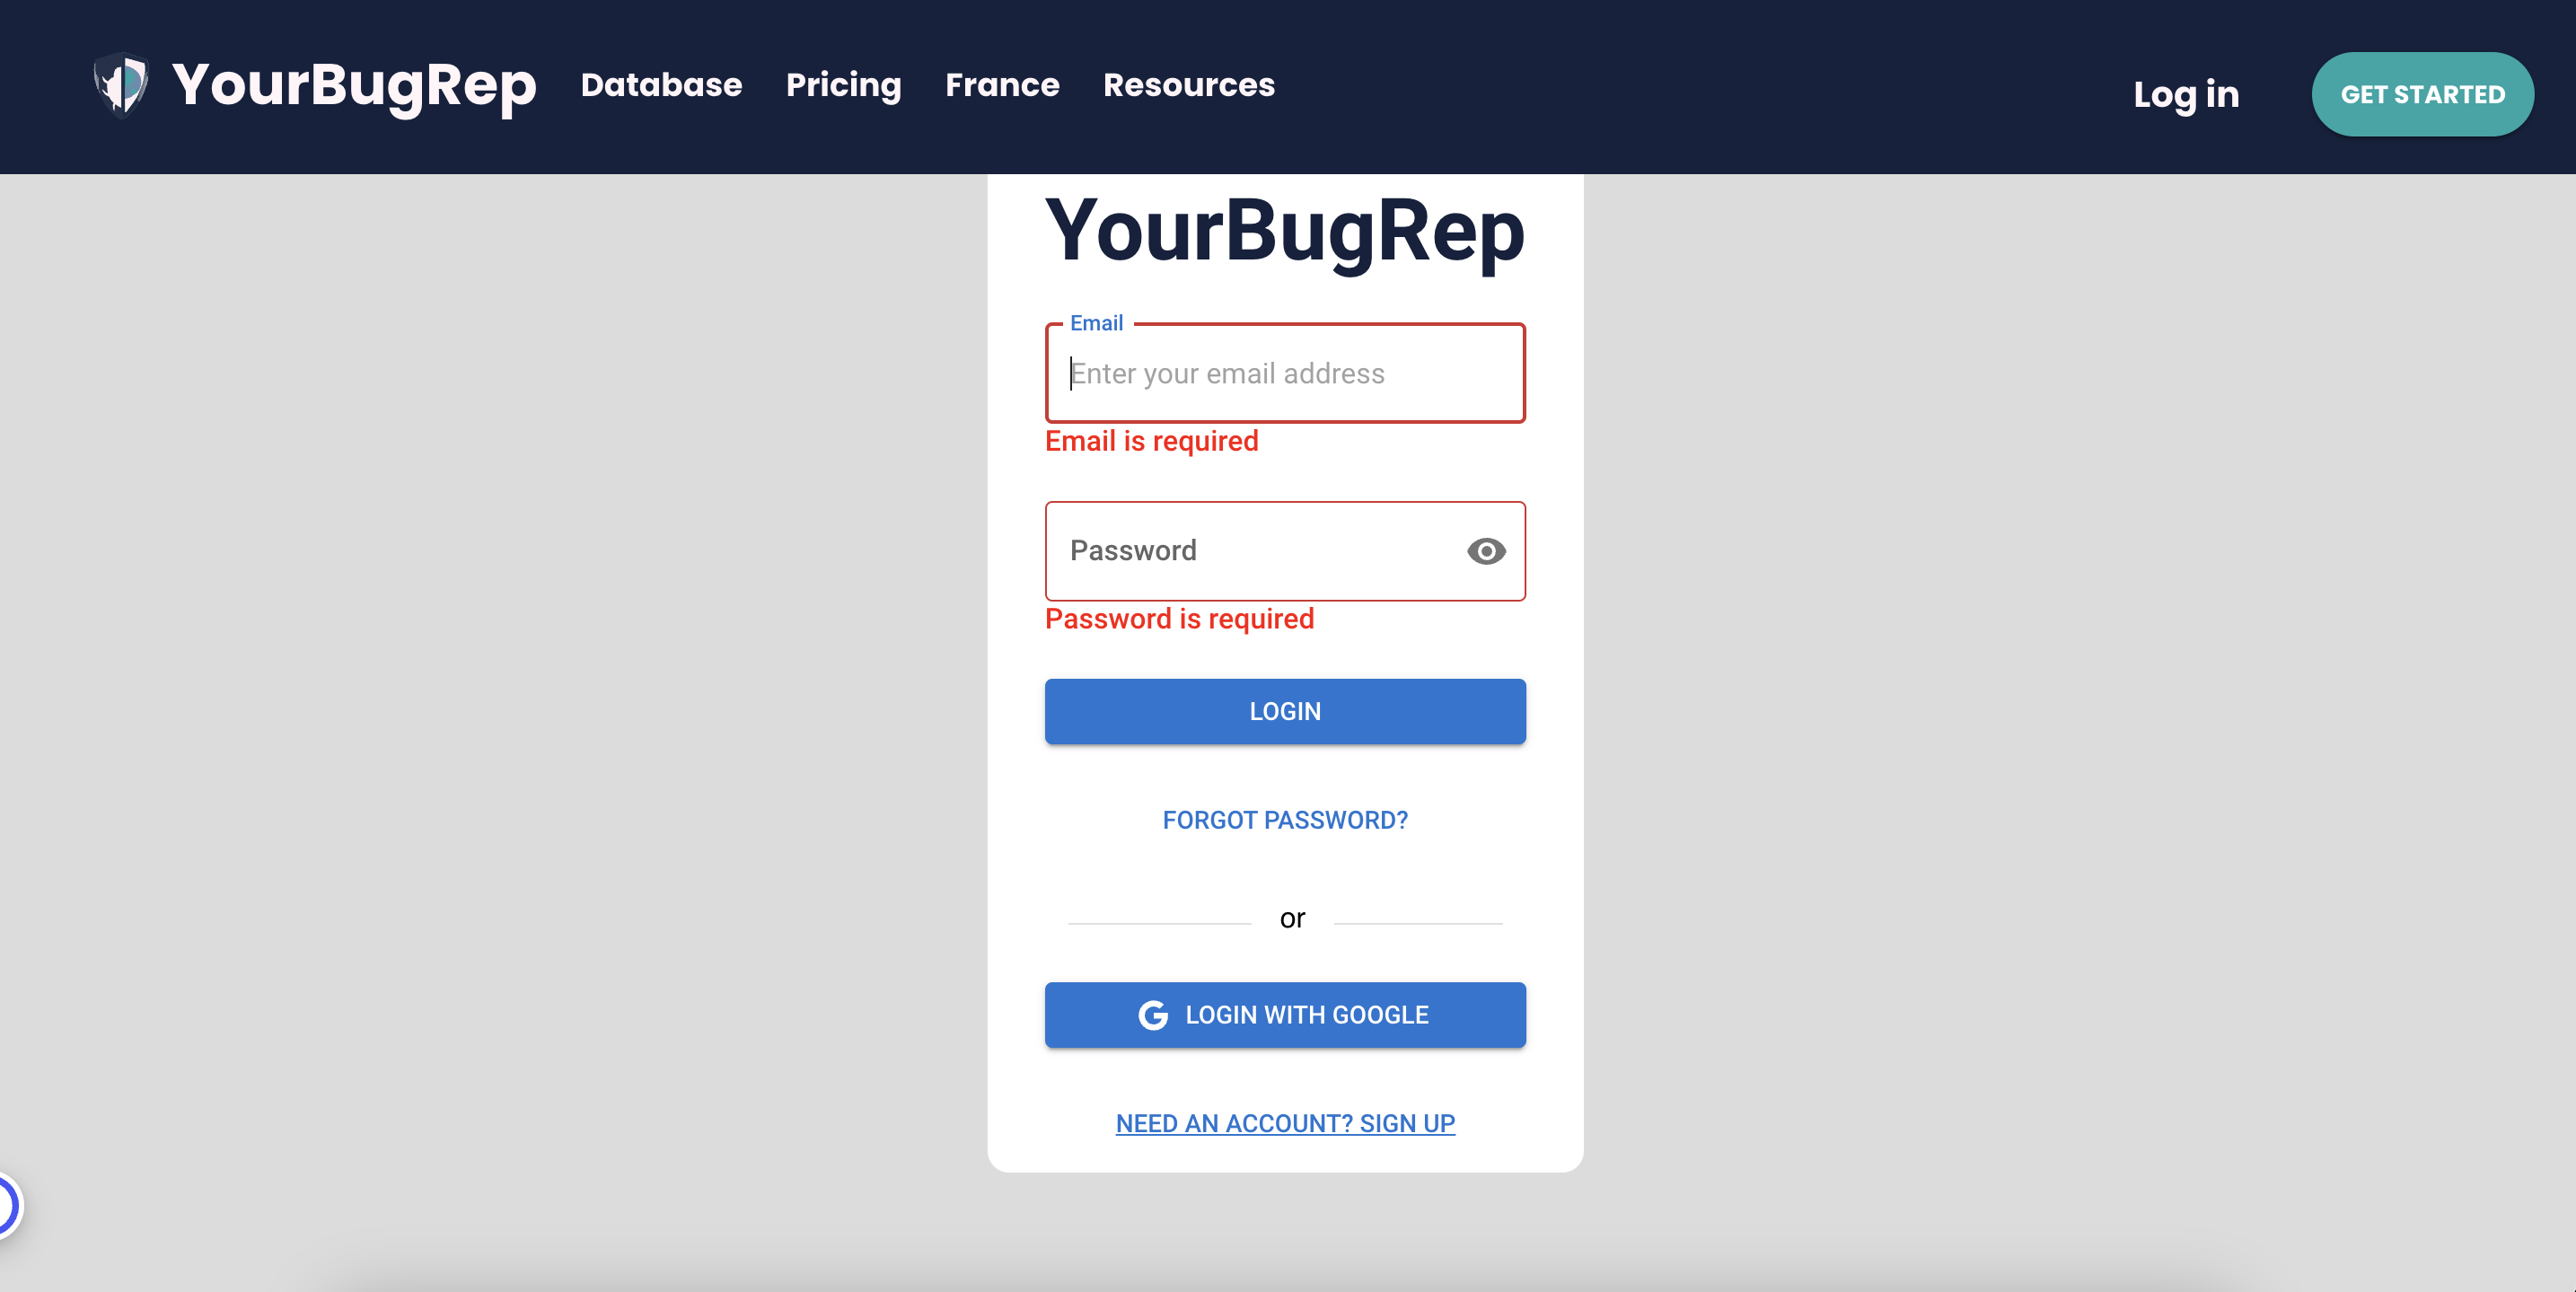 YourBugRep Database Pricing France Resources Log in GET STARTED
YourBugRep
Email
Enter your email address
Email is required
Password
Password is required
LOGIN
FORGOT PASSWORD?
or
LOGIN WITH GOOGLE
NEED AN ACCOUNT? SIGN UP